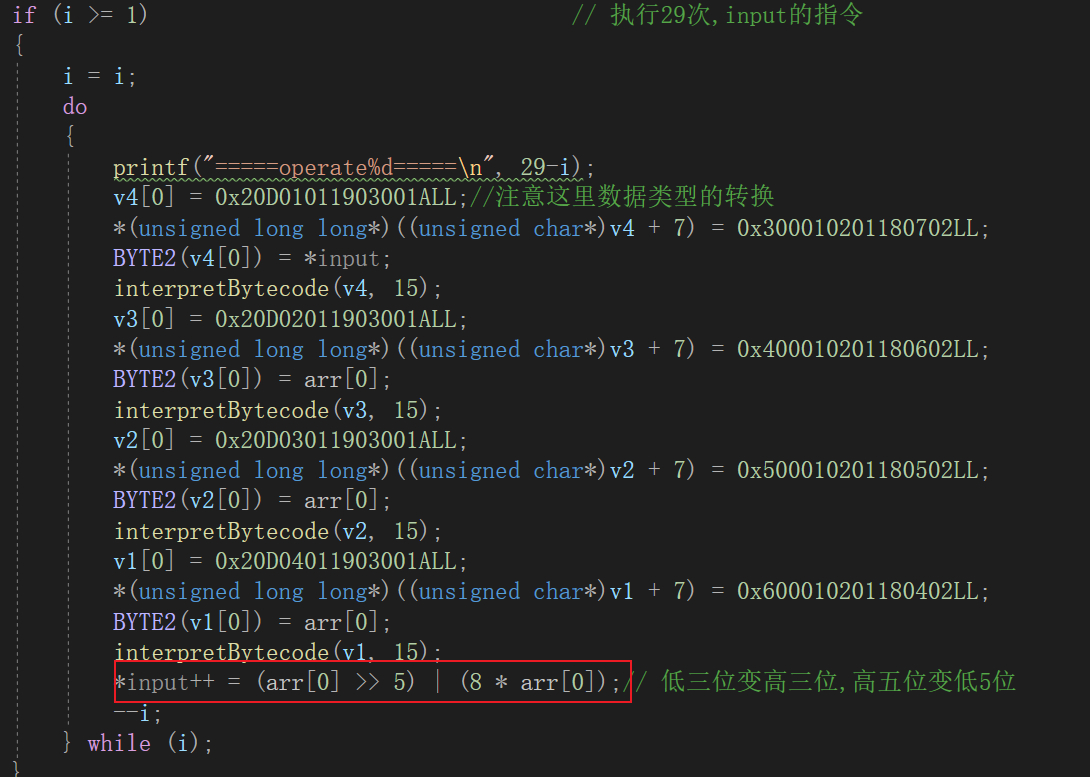 if (i >= 1) // 执行29次,input的指令
{
i = i;
do
{
printf("=====operate%d=====\n", 29-i);
v4[0] = 0x20D01011903001ALL;//注意这里数据类型的转换
*(unsigned long long*)((unsigned char*)v4 + 7) = 0x300010201180702LL;
BYTE2(v4[0]) = *input;
interpretBytecode(v4, 15);
v3[0] = 0x20D02011903001ALL;
*(unsigned long long*)((unsigned char*)v3 + 7) = 0x400010201180602LL;
BYTE2(v3[0]) = arr[0];
interpretBytecode(v3, 15);
v2[0] = 0x20D03011903001ALL;
*(unsigned long long*)((unsigned char*)v2 + 7) = 0x500010201180502LL;
BYTE2(v2[0]) = arr[0];
interpretBytecode(v2, 15);
v1[0] = 0x20D04011903001ALL;
*(unsigned long long*)((unsigned char*)v1 + 7) = 0x600010201180402LL;
BYTE2(v1[0]) = arr[0];
interpretBytecode(v1, 15);
*input++ = (arr[0] >> 5) | (8 * arr[0]);// 低三位变高三位,高五位变低5位
--i;
} while (i);
}